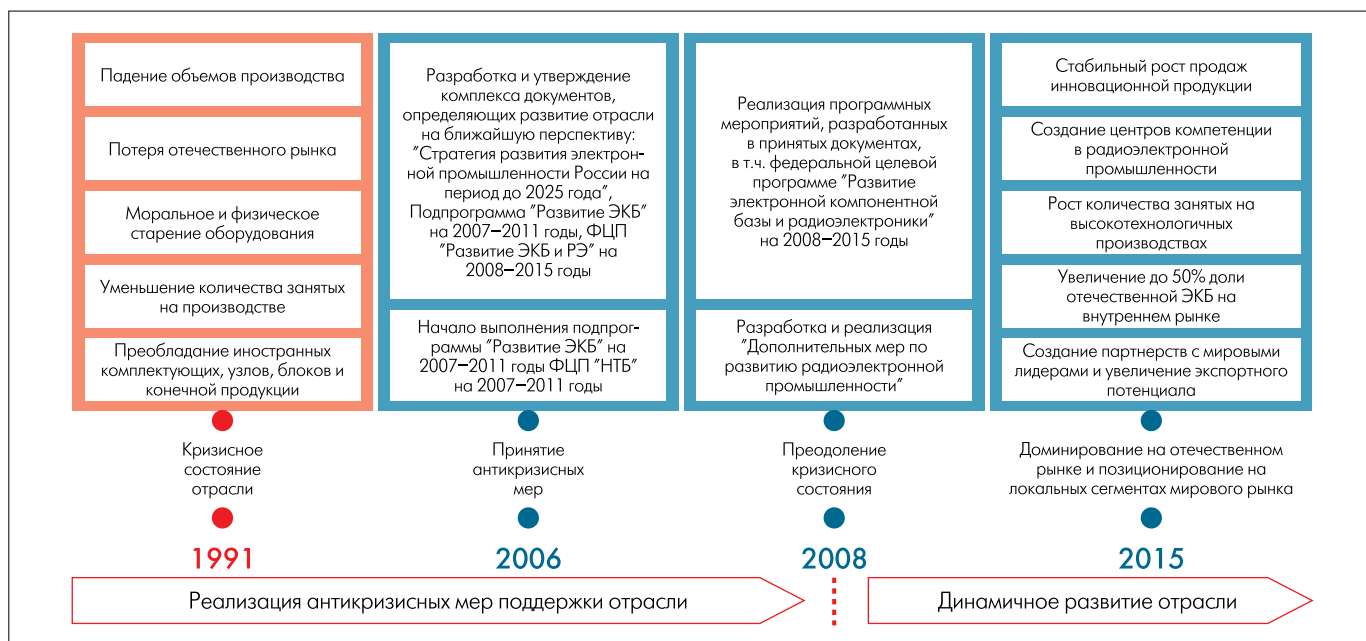 Падение объемов производства
Потеря отечественного рынка
Моральное и физическое
старение оборудования
Уменьшение количества занятых
на производстве
Преобладание иностранных
комплектующих, узлов, блоков и
конечной продукции
Разработка и утверждение
комплекса документов,
определяющих развитие отрасли
на ближайшую перспективу:
"Стратегия развития электрон-
ной промышленности России на
период до 2025 года",
Подпрограмма "Развитие ЭКБ"
на 2007–2011 годы, ФЦП
"Развитие ЭКБ и РЭ" на
2008–2015 годы
Начало выполнения подпрог-
раммы "Развитие ЭКБ" на
2007–2011 годы ФЦП "НТБ"
на 2007–2011 годы
Реализация программных
мероприятий, разработанных
в принятых документах,
в т.ч. федеральной целевой
программе "Развитие
электронной компонентной
базы и радиоэлектроники"
на 2008–2015 годы
Разработка и реализация
"Дополнительных мер по
развитию радиоэлектронной
промышленности"
Стабильный рост продаж
инновационной продукции
Создание центров компетенции
в радиоэлектронной
промышленности
Рост количества занятых на
высокотехнологичных
производствах
Увеличение до 50% доли
отечественной ЭКБ на
внутреннем рынке
Создание партнерств с мировыми
лидерами и увеличение экспортного
потенциала
Кризисное
состояние
отрасли
Принятие
антикризисных
мер
Преодоление
кризисного
состояния
Доминирование на отечественном
рынке и позиционирование на
локальных сегментах мирового рынка
1991
2006
2008
2015
Реализация антикризисных мер поддержки отрасли
Динамичное развитие отрасли